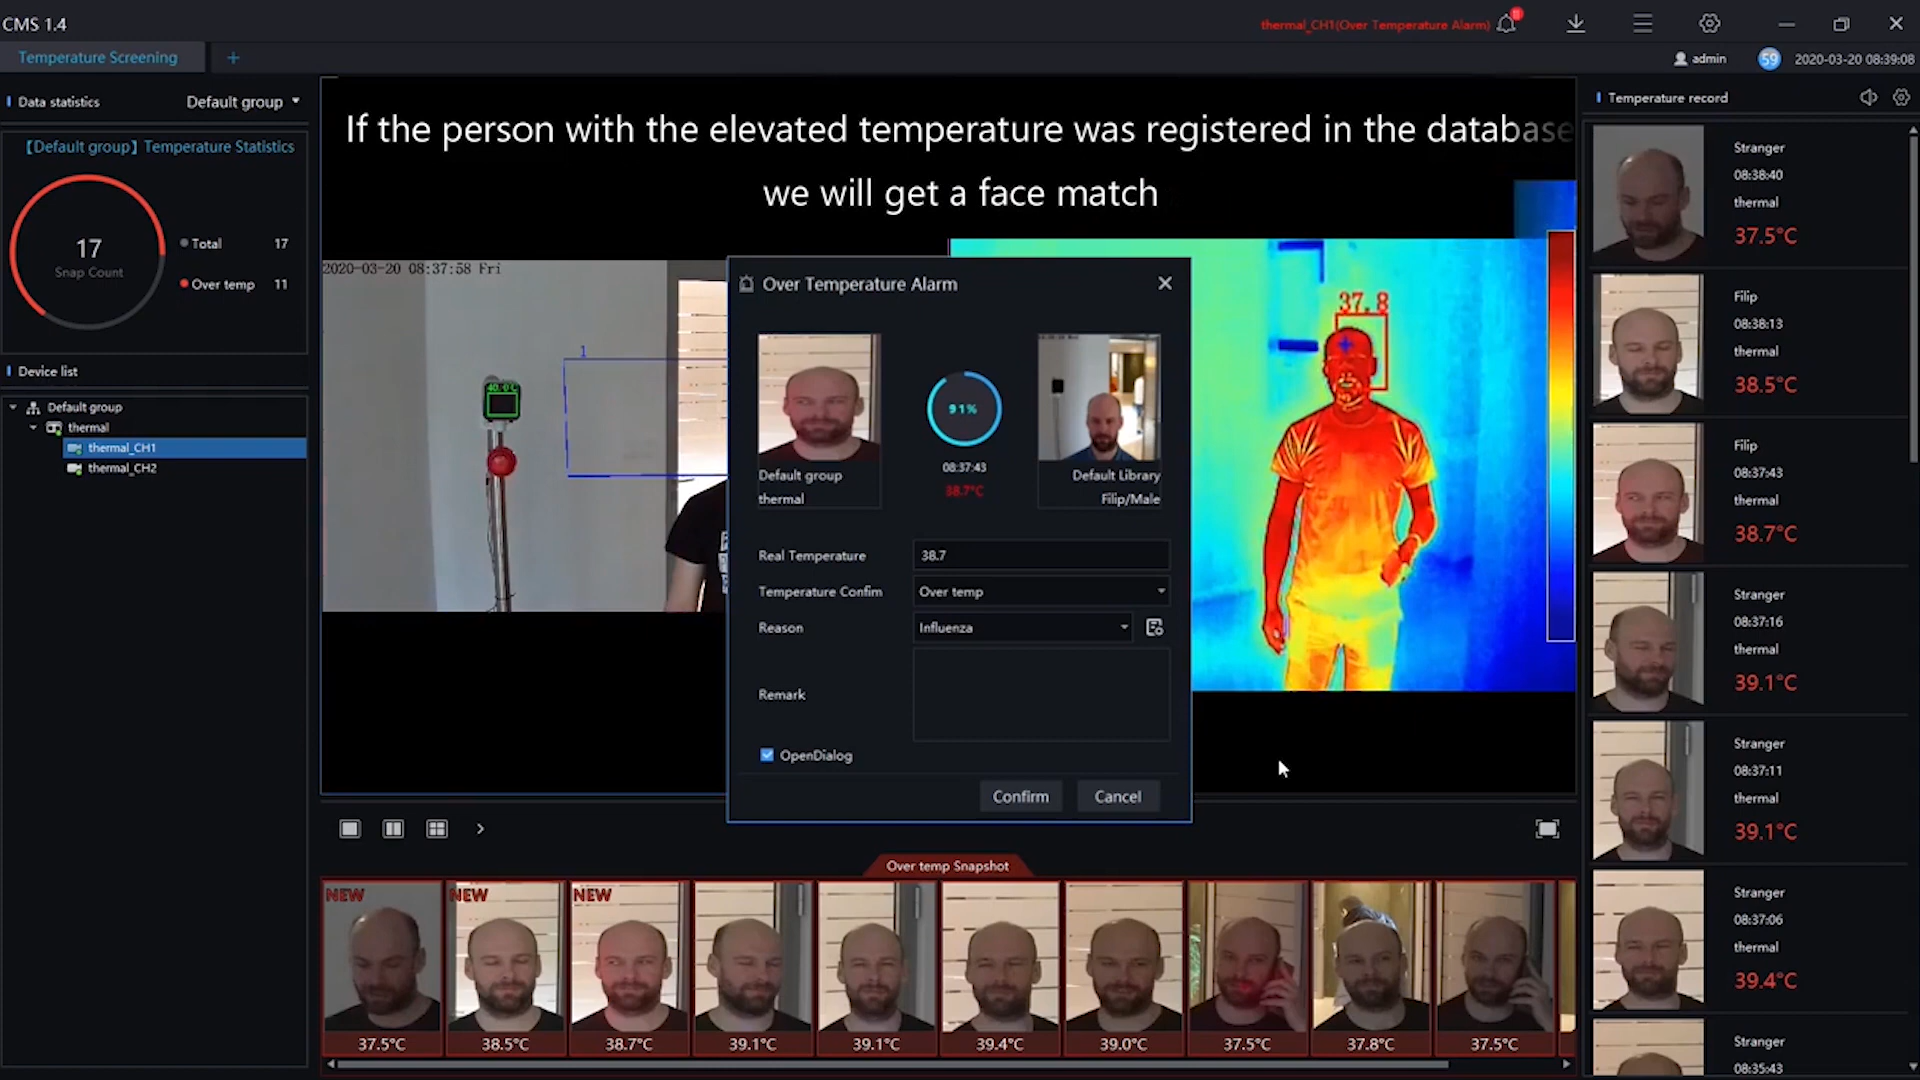 CMS 1.4
thermal_CH1(Over Temperature Alarm)
Temperature Screening
admin
59
2020-03-20 08:39:08
Data statistics
Default group
【Default group】Temperature Statistics
17
Snap Count
Total 17
Over temp 11
Device list
Default group
thermal
thermal_CH1
thermal_CH2
If the person with the elevated temperature was registered in the database
we will get a face match
2020-03-20 08:37:58 Fri
40.0°C
1
37.8
Over Temperature Alarm
Default group
thermal
91%
08:37:43
38.7°C
Default Library
Filip/Male
Real Temperature 38.7
Temperature Confim Over temp
Reason Influenza
Remark
OpenDialog
Confirm Cancel
Over temp Snapshot
NEW NEW NEW
37.5°C 38.5°C 38.7°C 39.1°C 39.1°C 39.4°C 39.0°C 37.5°C 37.8°C 37.5°C
Temperature record
Stranger
08:38:40
thermal
37.5°C
Filip
08:38:13
thermal
38.5°C
Filip
08:37:43
thermal
38.7°C
Stranger
08:37:16
thermal
39.1°C
Stranger
08:37:11
thermal
39.1°C
Stranger
08:37:06
thermal
39.4°C
Stranger
08:35:43